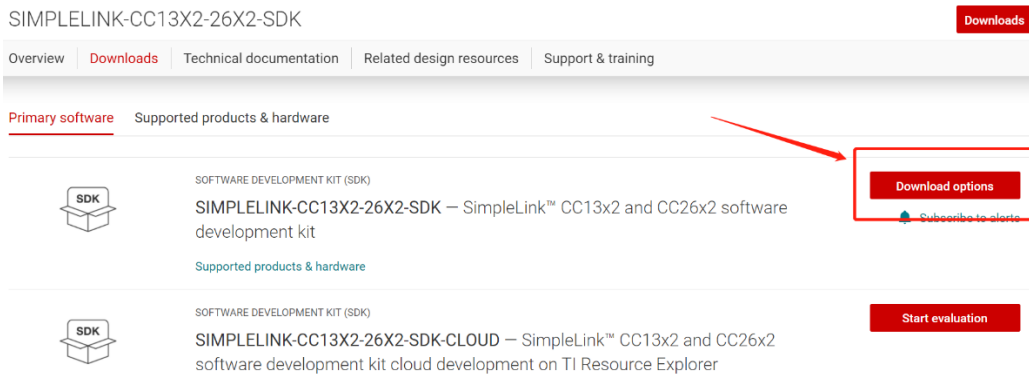 SIMPLELINK-CC13X2-26X2-SDK
Downloads
Overview Downloads Technical documentation Related design resources Support & training
Primary software Supported products & hardware
SDK
SOFTWARE DEVELOPMENT KIT (SDK)
SIMPLELINK-CC13X2-26X2-SDK — SimpleLink™ CC13x2 and CC26x2 software
development kit
Supported products & hardware
Download options
Subscribe to alerts
SDK
SOFTWARE DEVELOPMENT KIT (SDK)
SIMPLELINK-CC13X2-26X2-SDK-CLOUD — SimpleLink™ CC13x2 and CC26x2
software development kit cloud development on TI Resource Explorer
Start evaluation